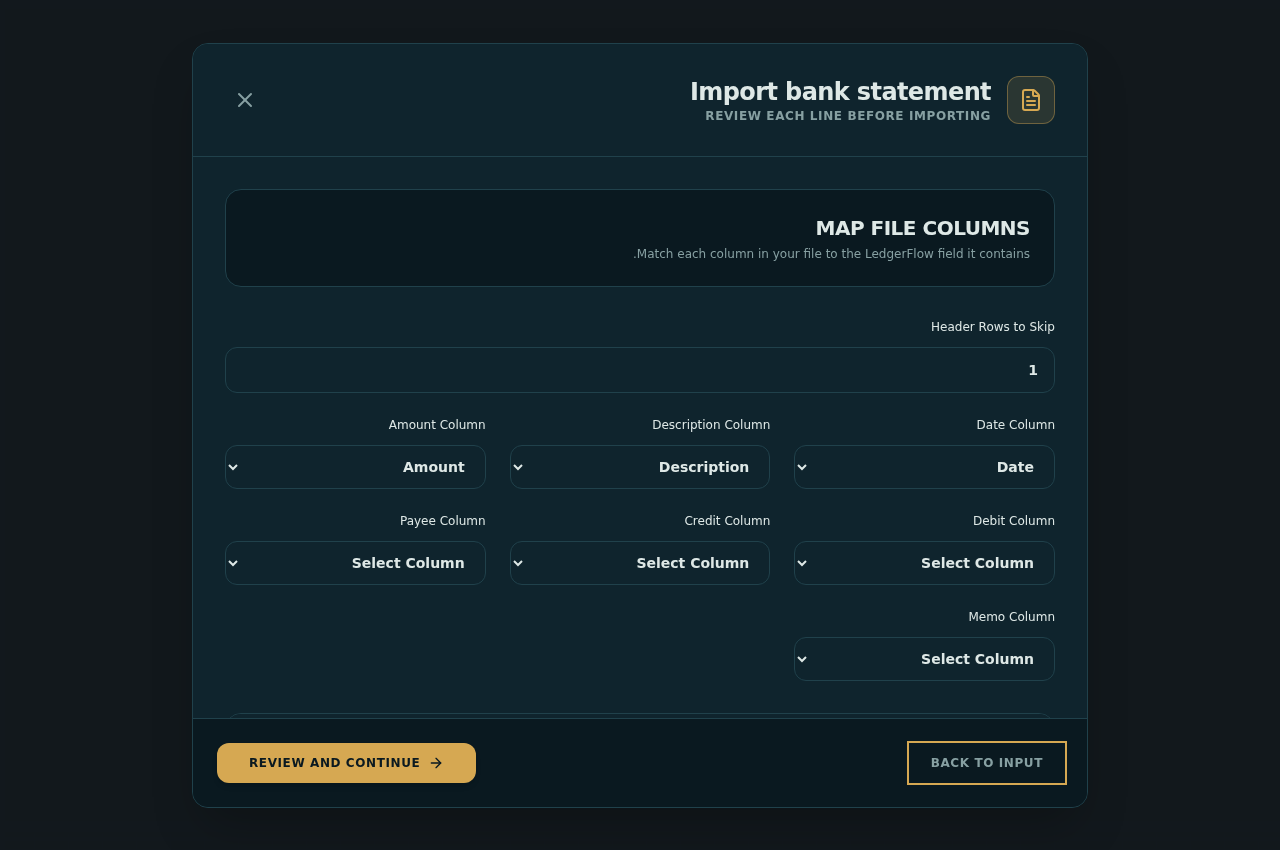 Import bank statement
REVIEW EACH LINE BEFORE IMPORTING
MAP FILE COLUMNS
.Match each column in your file to the LedgerFlow field it contains
Header Rows to Skip
1
Date Column
Description Column
Amount Column
Date
Description
Amount
Debit Column
Credit Column
Payee Column
Select Column
Select Column
Select Column
Memo Column
Select Column
BACK TO INPUT
REVIEW AND CONTINUE